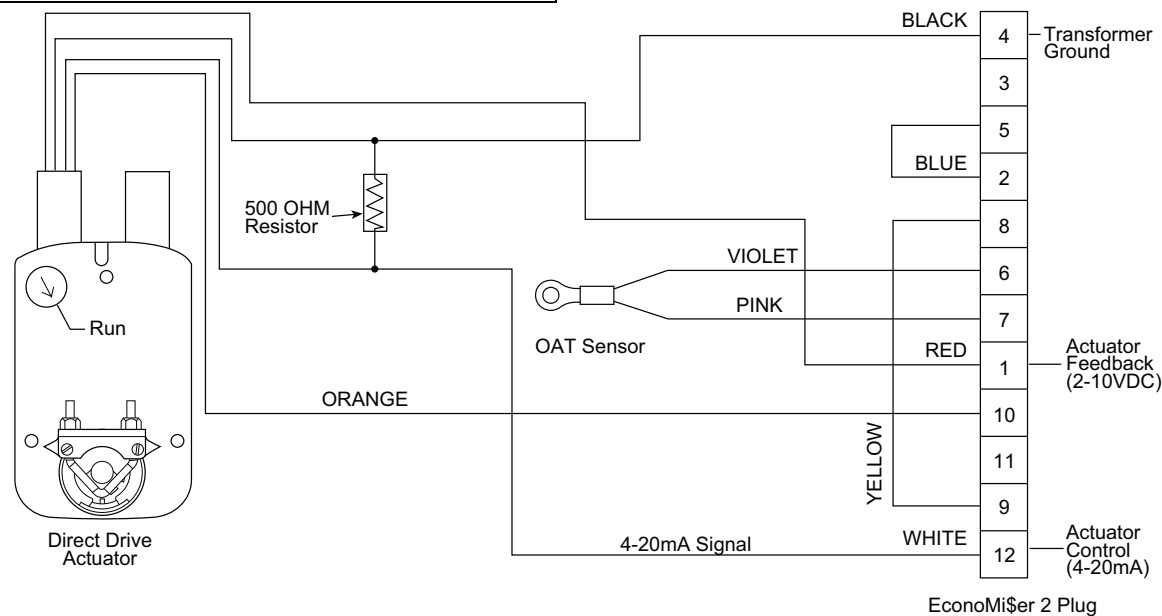 BLACK
4
Transformer
Ground
3
5
BLUE
2
500 OHM
Resistor
8
VIOLET
6
Run
PINK
7
OAT Sensor
RED
1
Actuator
Feedback
(2-10VDC)
ORANGE
10
YELLOW
11
9
Direct Drive
Actuator
4-20mA Signal
WHITE
12
Actuator
Control
(4-20mA)
EconoMi$er 2 Plug